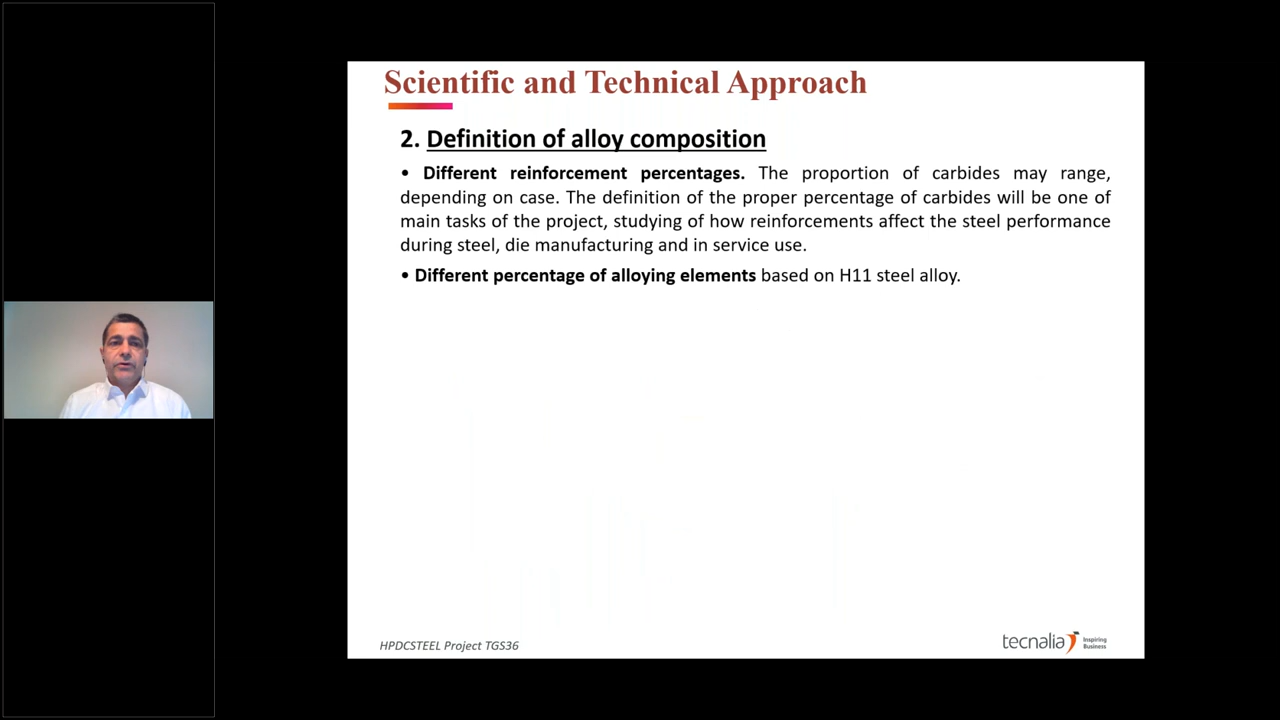 Scientific and Technical Approach
2. Definition of alloy composition
• Different reinforcement percentages. The proportion of carbides may range,
depending on case. The definition of the proper percentage of carbides will be one of
main tasks of the project, studying of how reinforcements affect the steel performance
during steel, die manufacturing and in service use.
• Different percentage of alloying elements based on H11 steel alloy.
HPDCSTEEL Project TGS36
tecnalia Inspiring
Business